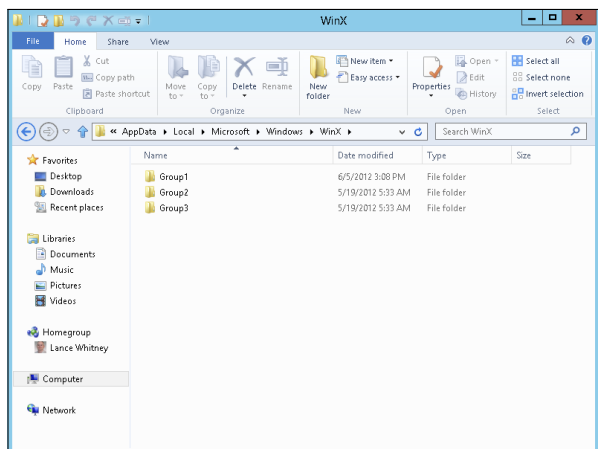 WinX
File Home Share View
Copy
Paste
Cut
Copy path
Paste shortcut
Clipboard
Move to
Copy to
Delete
Rename
Organize
New folder
New item
Easy access
New
Properties
Open
Edit
History
Open
Select all
Select none
Invert selection
Select
« AppData Local Microsoft Windows WinX
Search WinX
Favorites
Desktop
Downloads
Recent places
Libraries
Documents
Music
Pictures
Videos
Homegroup
Lance Whitney
Computer
Network
Name Date modified Type Size
Group1 6/5/2012 3:08 PM File folder
Group2 5/19/2012 5:33 AM File folder
Group3 5/19/2012 5:33 AM File folder